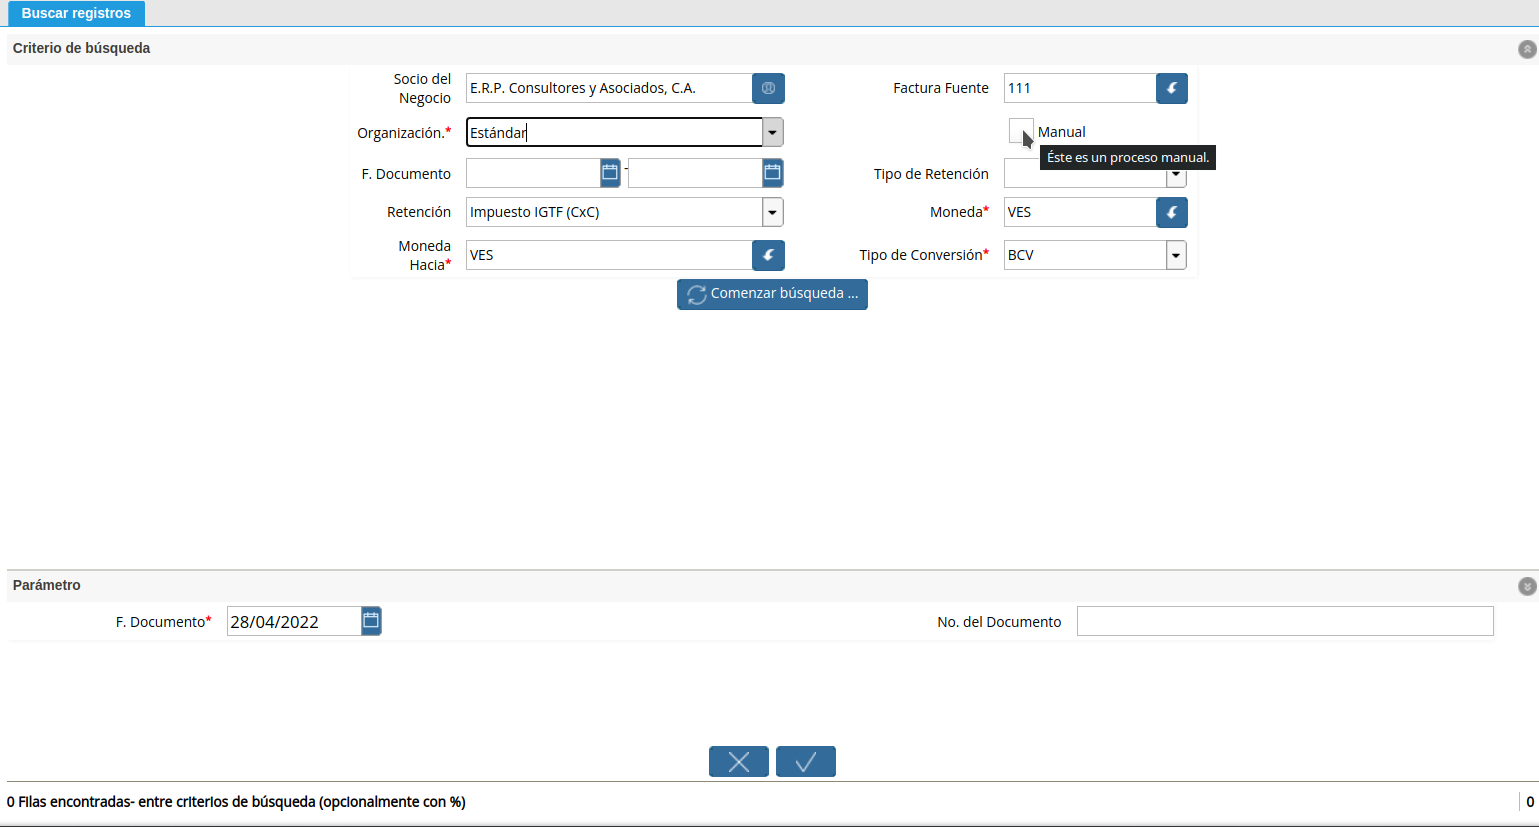 Buscar registros
Criterio de búsqueda
Socio del Negocio
E.R.P. Consultores y Asociados, C.A.
Factura Fuente
111
Organización.*
Estándar
Manual
Éste es un proceso manual.
F. Documento
-
Tipo de Retención
Retención
Impuesto IGTF (CxC)
Moneda*
VES
Moneda Hacia*
VES
Tipo de Conversión*
BCV
Comenzar búsqueda ...
Parámetro
F. Documento*
28/04/2022
No. del Documento
0 Filas encontradas- entre criterios de búsqueda (opcionalmente con %)
0